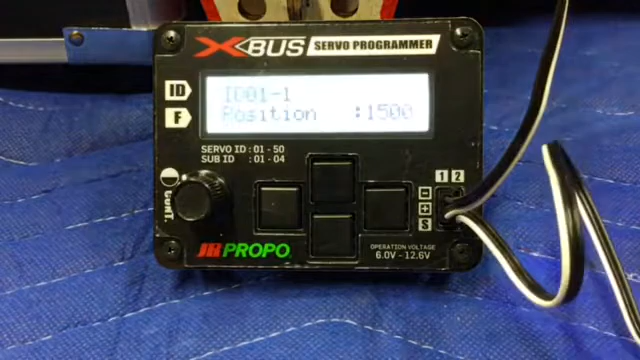 XBUS SERVO PROGRAMMER
ID
F
ID01-1
Position :1500
SERVO ID : 01 - 50
SUB ID : 01 - 04
CONT.
1 2
-
+
S
JR PROPO
OPERATION VOLTAGE
6.0V - 12.6V